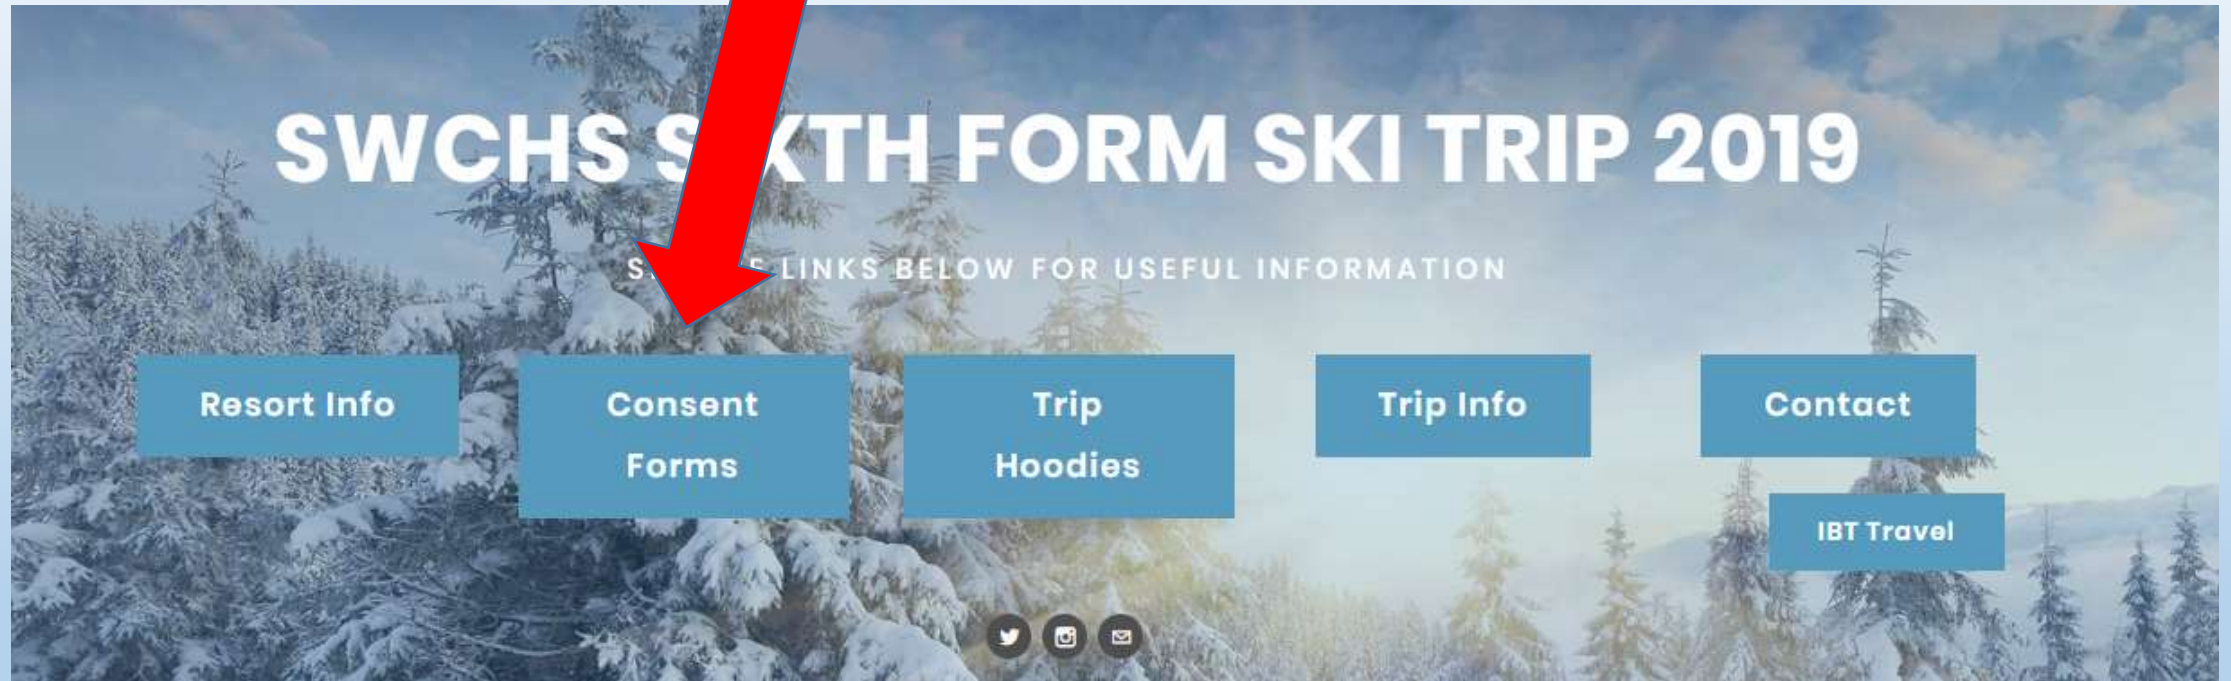 SWCHS FORM SKI TRIP 2019
LINKS BELOW FOR USEFUL INFORMATION
Resort Info
Consent
Forms
Trip
Hoodies
Trip Info
Contact
IBT Travel